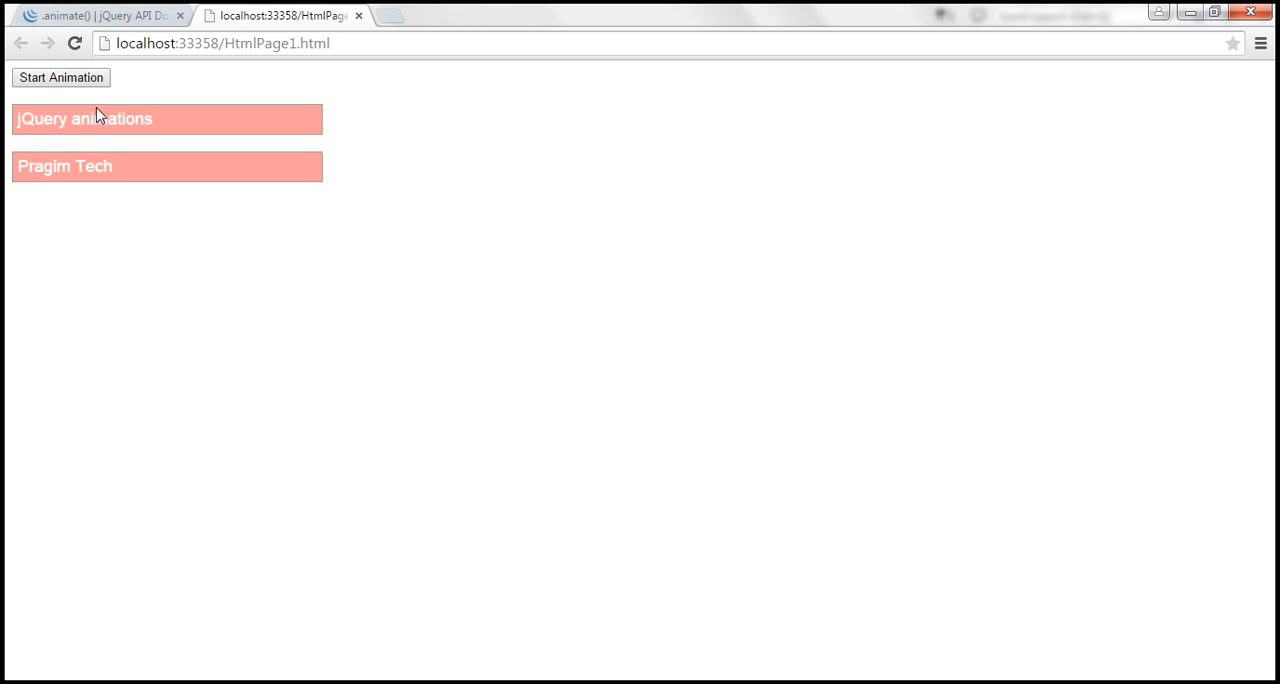 .animate() | jQuery API Do
localhost:33358/HtmlPage
localhost:33358/HtmlPage1.html
Start Animation
jQuery animations
Pragim Tech